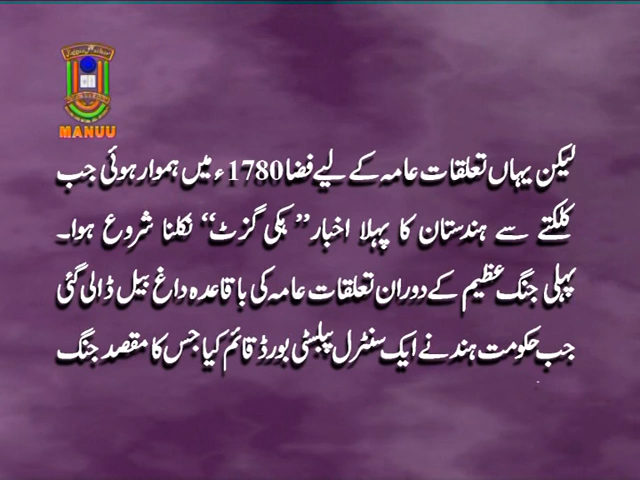 MANUU
لیکن یہاں تعلقات عامہ کے لیے فضا 1780ء میں ہموار ہوئی جب
کلکتے سے ہندستان کا پہلا اخبار ”ہکی گزٹ“ نکلنا شروع ہوا۔
پہلی جنگ عظیم کے دوران تعلقات عامہ کی باقاعدہ داغ بیل ڈالی گئی
جب حکومت ہند نے ایک سنٹرل پبلسٹی بورڈ قائم کیا جس کا مقصد جنگ